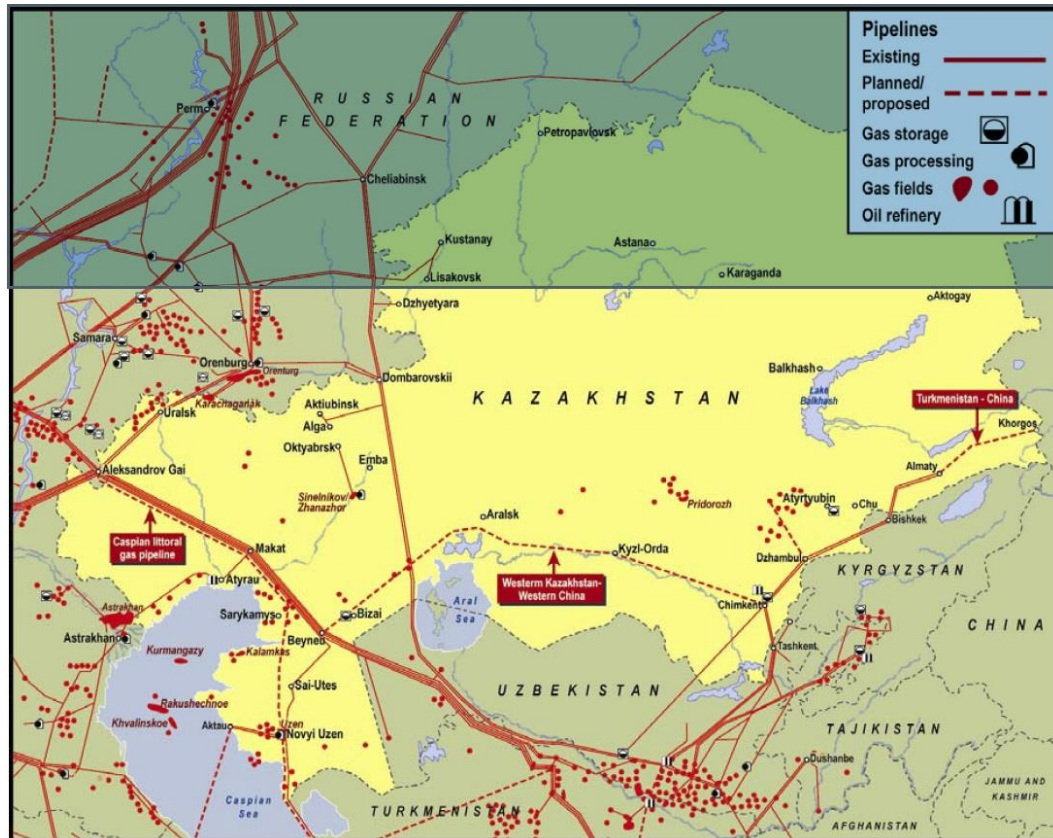 Pipelines
Existing
Planned/
proposed
Gas storage
Gas processing
Gas fields
Oil refinery
RUSSIAN
FEDERATION
Perm
Petropavlovsk
Cheliabinsk
Kustanay
Astana
Lisakovsk
Karaganda
Dzhyetyara
Aktogay
Samara
Orenburg
Orenturg
Dombarovskii
Balkhash
Lake
Balkhash
KAZAKHSTAN
Karachaganak
Uralsk
Aktiubinsk
Alga
Turkmenistan - China
Khorgos
Oktyabrsk
Emba
Aleksandrov Gai
Almaty
Sinelnikov/
Zhanazhor
Pridorozh
Atyrtyubin
Chu
Aralsk
Bishkek
Caspian littoral
gas pipeline
Makat
Kyzl-Orda
Dzhambul
Western Kazakhstan-
Western China
KYRGYZSTAN
Atyrau
Aral
Sea
Chimkent
Astrakhan
Sarykamys
Bizai
CHINA
Astrakhan
Beyneu
Tashkent
Kurmangazy
Kalamkas
Sai-Utes
UZBEKISTAN
Rakushechnoe
Khvalinskoe
Aktau
Uzen
Novyi Uzen
TAJIKISTAN
Dushanbe
Caspian
Sea
TURKMENISTAN
JAMMU AND
KASHMIR
AFGHANISTAN